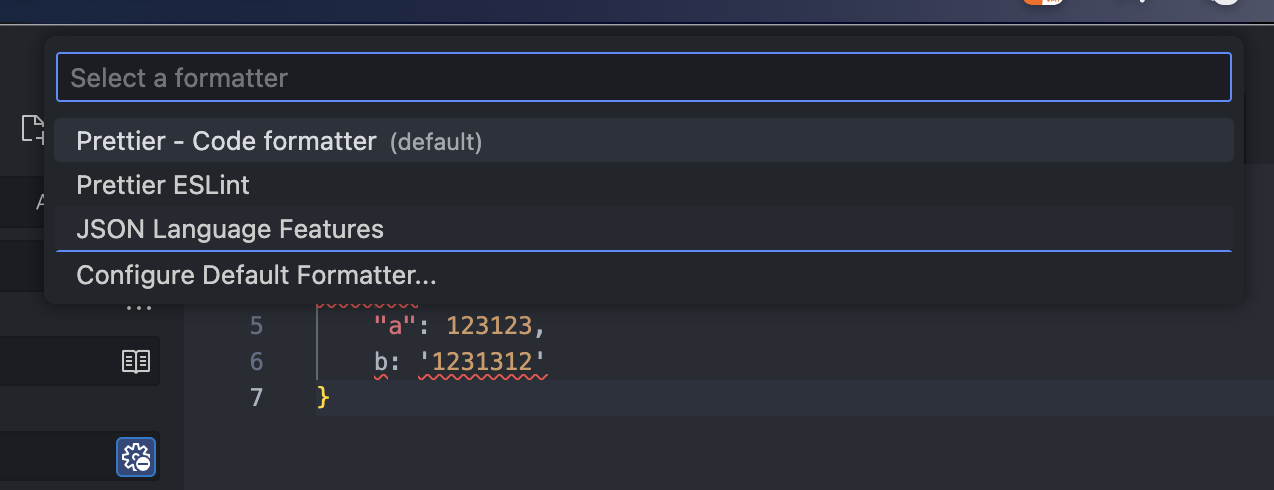 Select a formatter
Prettier - Code formatter (default)
Prettier ESLint
JSON Language Features
Configure Default Formatter...
5 "a": 123123,
6 b: '1231312'
7 }